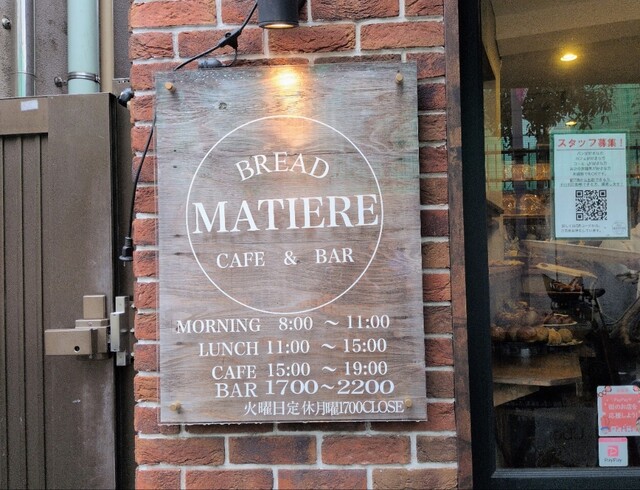 BREAD
MATIERE
CAFE & BAR
MORNING 8:00 ~ 11:00
LUNCH 11:00 ~ 15:00
CAFE 15:00 ~ 19:00
BAR 1700~2200
火曜日定休月曜1700CLOSE
スタッフ募集!
PayPay